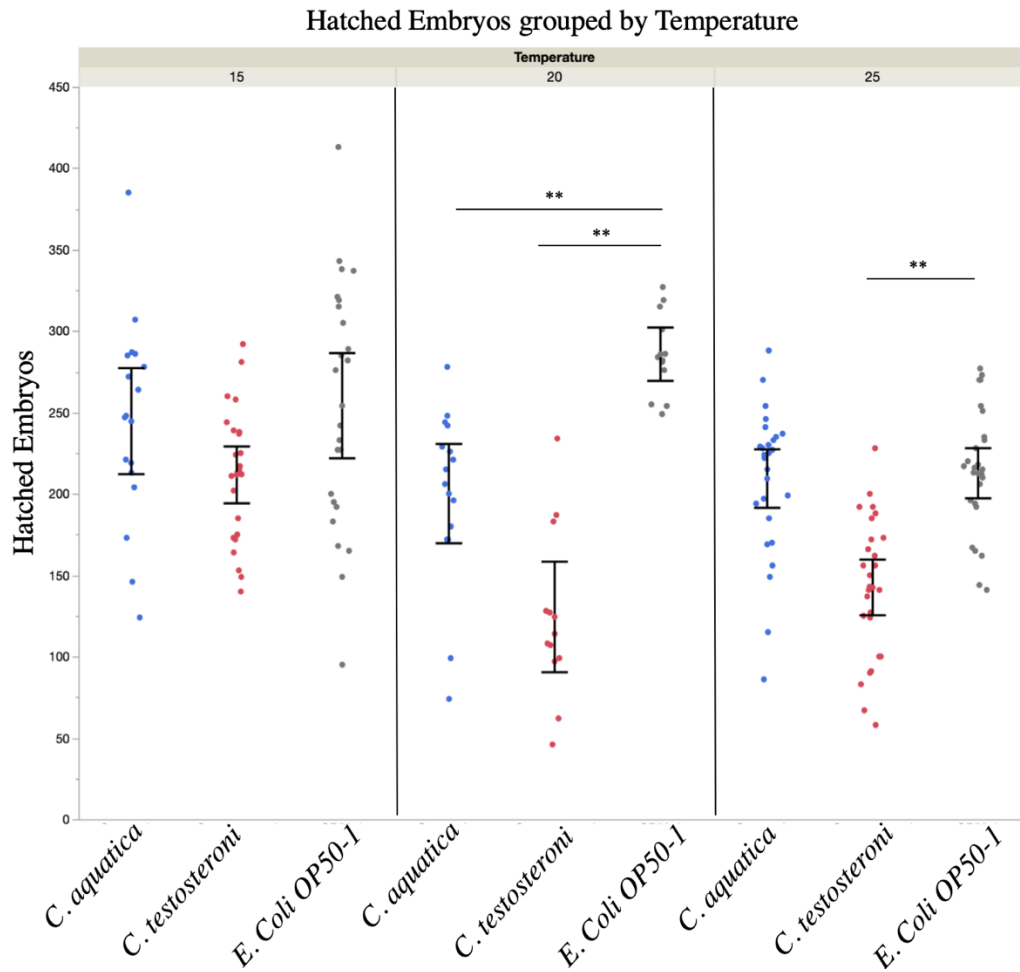 Hatched Embryos grouped by Temperature
Temperature
15 20 25
450
400
350
300
250
200
150
100
50
0
Hatched Embryos
**
**
**
C. aquatica
C. testosteroni
E. Coli OP50-1
C. aquatica
C. testosteroni
E. Coli OP50-1
C. aquatica
C. testosteroni
E. Coli OP50-1